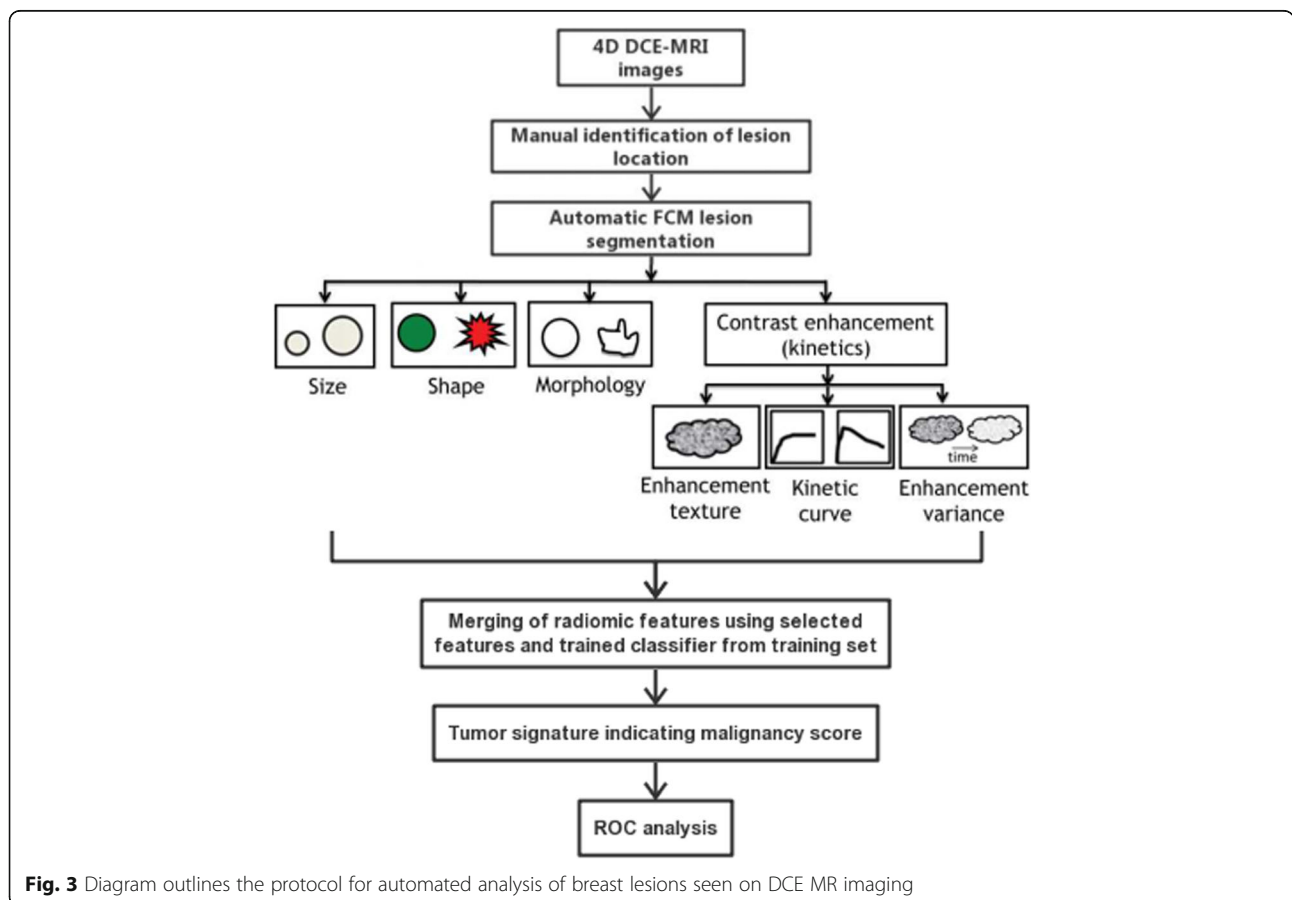 4D DCE-MRI
images
Manual identification of lesion
location
Automatic FCM lesion
segmentation
Size
Shape
Morphology
Contrast enhancement
(kinetics)
time
Enhancement
texture
Kinetic
curve
Enhancement
variance
Merging of radiomic features using selected
features and trained classifier from training set
Tumor signature indicating malignancy score
ROC analysis
Fig. 3 Diagram outlines the protocol for automated analysis of breast lesions seen on DCE MR imaging